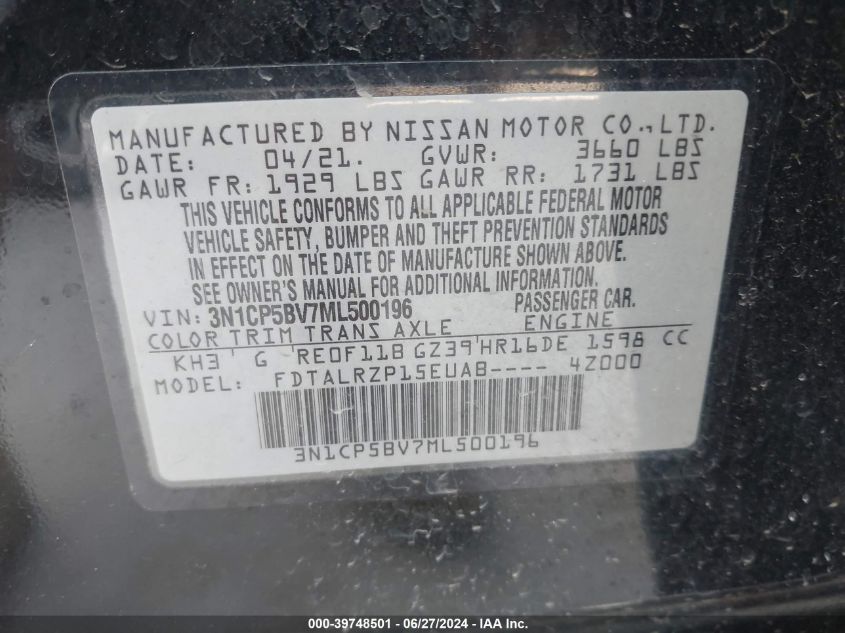 MANUFACTURED BY NISSAN MOTOR CO.,LTD.
DATE: 04/21. GVWR: 3660 LBS
GAWR FR: 1929 LBS GAWR RR: 1731 LBS
THIS VEHICLE CONFORMS TO ALL APPLICABLE FEDERAL MOTOR
VEHICLE SAFETY, BUMPER AND THEFT PREVENTION STANDARDS
IN EFFECT ON THE DATE OF MANUFACTURE SHOWN ABOVE.
SEE OWNER'S MANUAL FOR ADDITIONAL INFORMATION.
VIN: 3N1CP5BV7ML500196 PASSENGER CAR.
COLOR TRIM TRANS AXLE ENGINE
KH3 G RE0F11B GZ39 HR16DE 1598 CC
MODEL: FDTALRZP15EUAB---- 4Z000
3N1CP5BV7ML500196
000-39748501 - 06/27/2024 - IAA Inc.